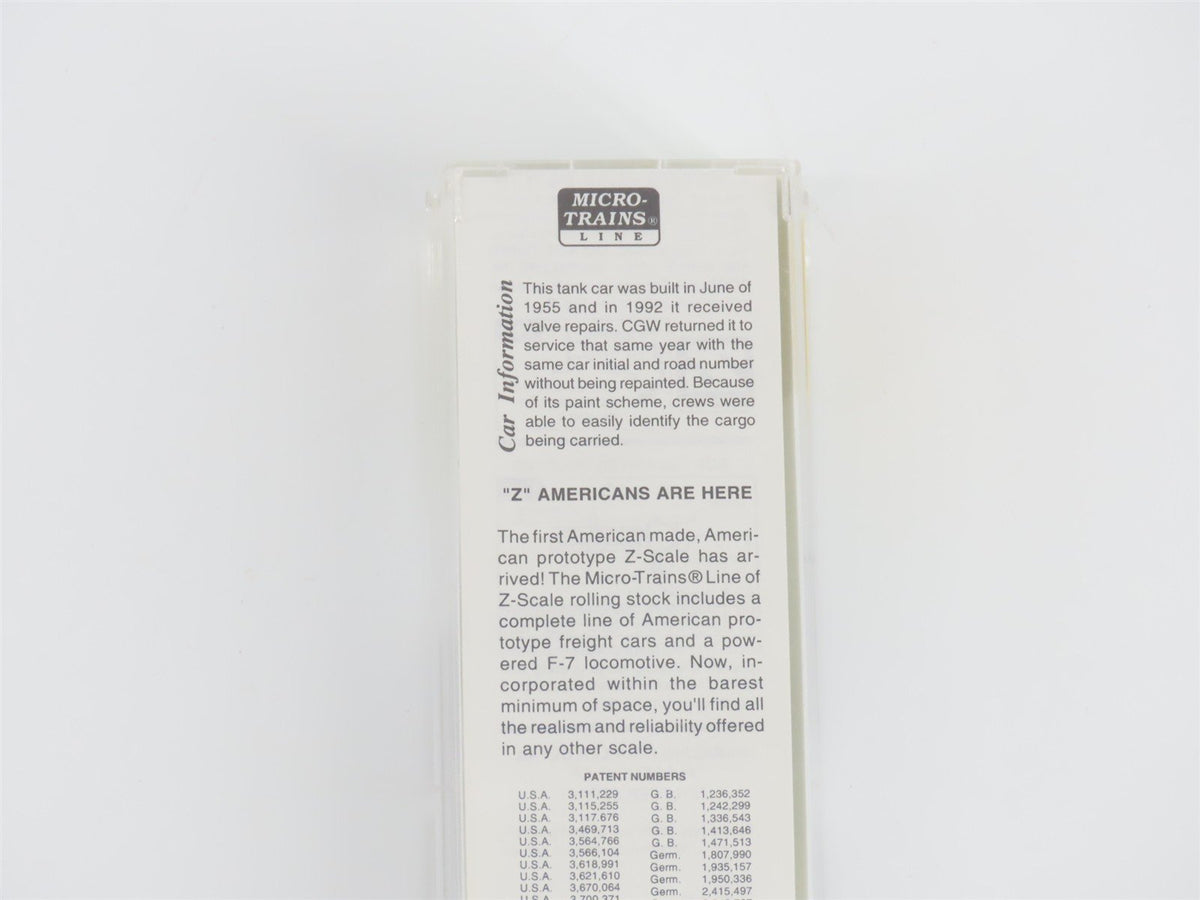 MICRO-
TRAINS®
LINE
Car Information
This tank car was built in June of
1955 and in 1992 it received
valve repairs. CGW returned it to
service that same year with the
same car initial and road number
without being repainted. Because
of its paint scheme, crews were
able to easily identify the cargo
being carried.
"Z" AMERICANS ARE HERE
The first American made, Ameri-
can prototype Z-Scale has ar-
rived! The Micro-Trains® Line of
Z-Scale rolling stock includes a
complete line of American pro-
totype freight cars and a pow-
ered F-7 locomotive. Now, in-
corporated within the barest
minimum of space, you'll find all
the realism and reliability offered
in any other scale.
PATENT NUMBERS
U.S.A. 3,111,229 G. B. 1,236,352
U.S.A. 3,115,255 G. B. 1,242,299
U.S.A. 3,117.676 G. B. 1,336,543
U.S.A. 3,469,713 G. B. 1,413,646
U.S.A. 3,564,766 G. B. 1,471,513
U.S.A. 3,566,104 Germ. 1,807,990
U.S.A. 3,618,991 Germ. 1,935,157
U.S.A. 3,621,610 Germ. 1,950,336
U.S.A. 3,670,064 Germ. 2,415,497